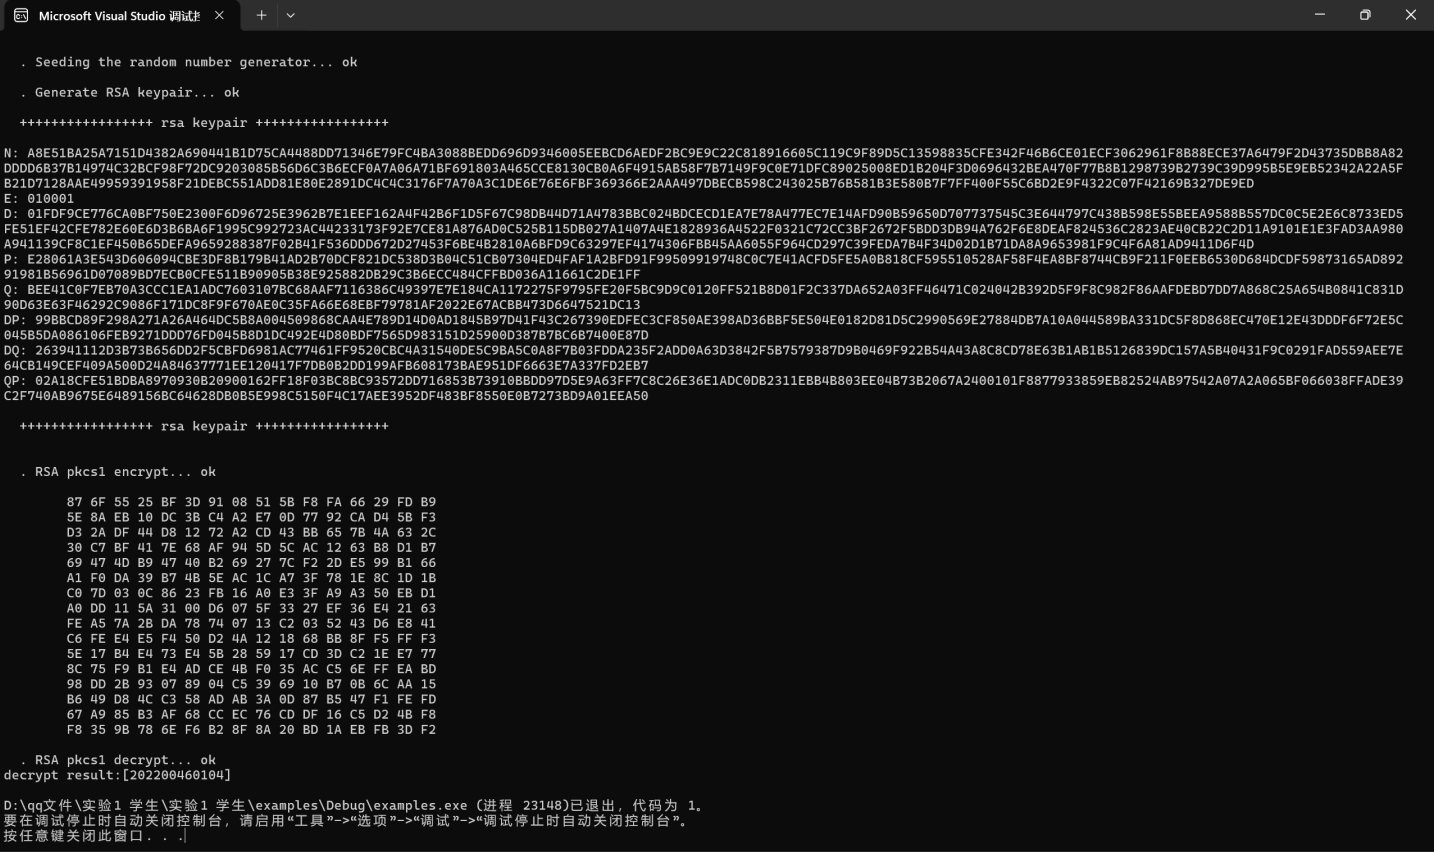 Microsoft Visual Studio 调试控
. Seeding the random number generator... ok
. Generate RSA keypair... ok
+++++++++++++++++ rsa keypair +++++++++++++++++
N: A8E51BA25A7151D4382A690441B1D75CA4488DD71346E79FC4BA3088BEDD696D9346005EEBCD6AEDF2BC9E9C22C818916605C119C9F89D5C13598835CFE342F46B6CE01ECF3062961F8B88ECE37A6479F2D43735DBB8A82
DDDD6B37B14974C32BCF98F72DC9203085B56D6C3B6ECF0A7A06A71BF691803A465CCE8130CB0A6F4915AB58F7B7149F9C0E71DFC89025008ED1B204F3D0696432BEA470F77B8B1298739B2739C39D995B5E9EB52342A22A5F
B21D7128AAE49959391958F21DEBC551ADD81E80E2891DC4C4C3176F7A70A3C1DE6E76E6FBF369366E2AAA497DBECB598C243025B76B581B3E580B7F7FF400F55C6BD2E9F4322C07F42169B327DE9ED
E: 010001
D: 01FDF9CE776CA0BF750E2300F6D96725E3962B7E1EEF162A4F42B6F1D5F67C98DB44D71A4783BBC024BDCECD1EA7E78A477EC7E14AFD90B59650D707737545C3E644797C438B598E55BEEA9588B557DC0C5E2E6C8733ED5
FE51EF42CFE782E60E6D3B6BA6F1995C992723AC44233173F92E7CE81A876AD0C525B115DB027A1407A4E1828936A4522F0321C72CC3BF2672F5BDD3DB94A762F6E8DEAF824536C2823AE40CB22C2D11A9101E1E3FAD3AA980
A941139CF8C1EF450B65DEFA9659288387F02B41F536DDD672D27453F6BE4B2810A6BFD9C63297EF4174306FBB45AA6055F964CD297C39FEDA7B4F34D02D1B71DA8A9653981F9C4F6A81AD9411D6F4D
P: E28061A3E543D606094CBE3DF8B179B41AD2B70DCF821DC538D3B04C51CB07304ED4FAF1A2BFD91F99509919748C0C7E41ACFD5FE5A0B818CF595510528AF58F4EA8BF8744CB9F211F0EEB6530D684DCDF59873165AD892
91981B56961D07089BD7ECB0CFE511B90905B38E925882DB29C3B6ECC484CFFBD036A11661C2DE1FF
Q: BEE41C0F7EB70A3CCC1EA1ADC7603107BC68AAF7116386C49397E7E184CA1172275F9795FE20F5BC9D9C0120FF521B8D01F2C337DA652A03FF46471C024042B392D5F9F8C982F86AAFDEBD7DD7A868C25A654B0841C831D
90D63E63F46292C9086F171DC8F9F670AE0C35FA66E68EBF79781AF2022E67ACBB473D6647521DC13
DP: 99BBCD89F298A271A26A464DC5B8A004509868CAA4E789D14D0AD1845B97D41F43C267390EDFEC3CF850AE398AD36BBF5E504E0182D81D5C2990569E27884DB7A10A044589BA331DC5F8D868EC470E12E43DDDF6F72E5C
045B5DA086106FEB9271DDD76D045B8D1DC492E4D80BDF7565D983151D25900D387B7BC6B7400E87D
DQ: 263941112D3B73B656DD2F5CBFD6981AC77461FF9520CBC4A31540DE5C9BA5C0A8F7B03FDDA235F2ADD0A63D3842F5B7579387D9B0469F922B54A43A8C8CD78E63B1AB1B5126839DC157A5B40431F9C0291FAD559AEE7E
64CB149CEF409A500D24A84637771EE120417F7DB0B2DD199AFB608173BAE951DF6663E7A337FD2EB7
QP: 02A18CFE51BDBA8970930B20900162FF18F03BC8BC93572DD716853B73910BBDD97D5E9A63FF7C8C26E36E1ADC0DB2311EBB4B803EE04B73B2067A2400101F8877933859EB82524AB97542A07A2A065BF066038FFADE39
C2F740AB9675E6489156BC64628DB0B5E998C5150F4C17AEE3952DF483BF8550E0B7273BD9A01EEA50
+++++++++++++++++ rsa keypair +++++++++++++++++
. RSA pkcs1 encrypt... ok
87 6F 55 25 BF 3D 91 08 51 5B F8 FA 66 29 FD B9
5E 8A EB 10 DC 3B C4 A2 E7 0D 77 92 CA D4 5B F3
D3 2A DF 44 D8 12 72 A2 CD 43 BB 65 7B 4A 63 2C
30 C7 BF 41 7E 68 AF 94 5D 5C AC 12 63 B8 D1 B7
69 47 4D B9 47 40 B2 69 27 7C F2 2D E5 99 B1 66
A1 F0 DA 39 B7 4B 5E AC 1C A7 3F 78 1E 8C 1D 1B
C0 7D 03 0C 86 23 FB 16 A0 E3 3F A9 A3 50 EB D1
A0 DD 11 5A 31 00 D6 07 5F 33 27 EF 36 E4 21 63
FE A5 7A 2B DA 78 74 07 13 C2 03 52 43 D6 E8 41
C6 FE E4 E5 F4 50 D2 4A 12 18 68 BB 8F F5 FF F3
5E 17 B4 E4 73 E4 5B 28 59 17 CD 3D C2 1E E7 77
8C 75 F9 B1 E4 AD CE 4B F0 35 AC C5 6E FF EA BD
98 DD 2B 93 07 89 04 C5 39 69 10 B7 0B 6C AA 15
B6 49 D8 4C C3 58 AD AB 3A 0D 87 B5 47 F1 FE FD
67 A9 85 B3 AF 68 CC EC 76 CD DF 16 C5 D2 4B F8
F8 35 9B 78 6E F6 B2 8F 8A 20 BD 1A EB FB 3D F2
. RSA pkcs1 decrypt... ok
decrypt result:[202200460104]
D:\qq文件\实验1 学生\实验1 学生\examples\Debug\examples.exe (进程 23148)已退出，代码为 1。
要在调试停止时自动关闭控制台，请启用“工具”->“选项”->“调试”->“调试停止时自动关闭控制台”。
按任意键关闭此窗口. . .